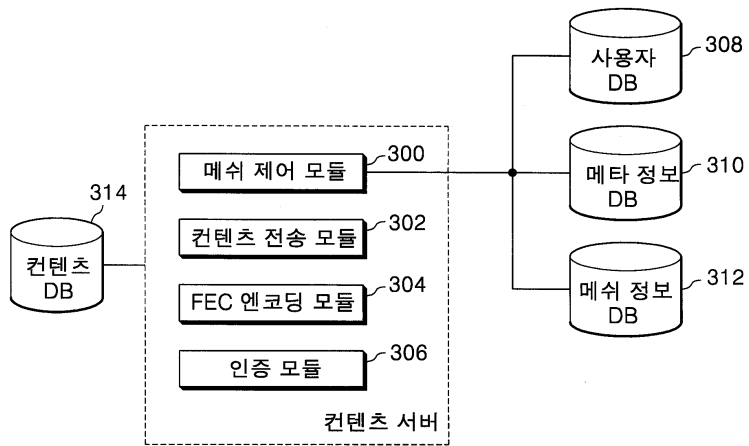 사용자
DB
308
메쉬 제어 모듈
300
메타 정보
DB
310
314
컨텐츠
DB
컨텐츠 전송 모듈
302
메쉬 정보
DB
312
FEC 엔코딩 모듈
304
인증 모듈
306
컨텐츠 서버